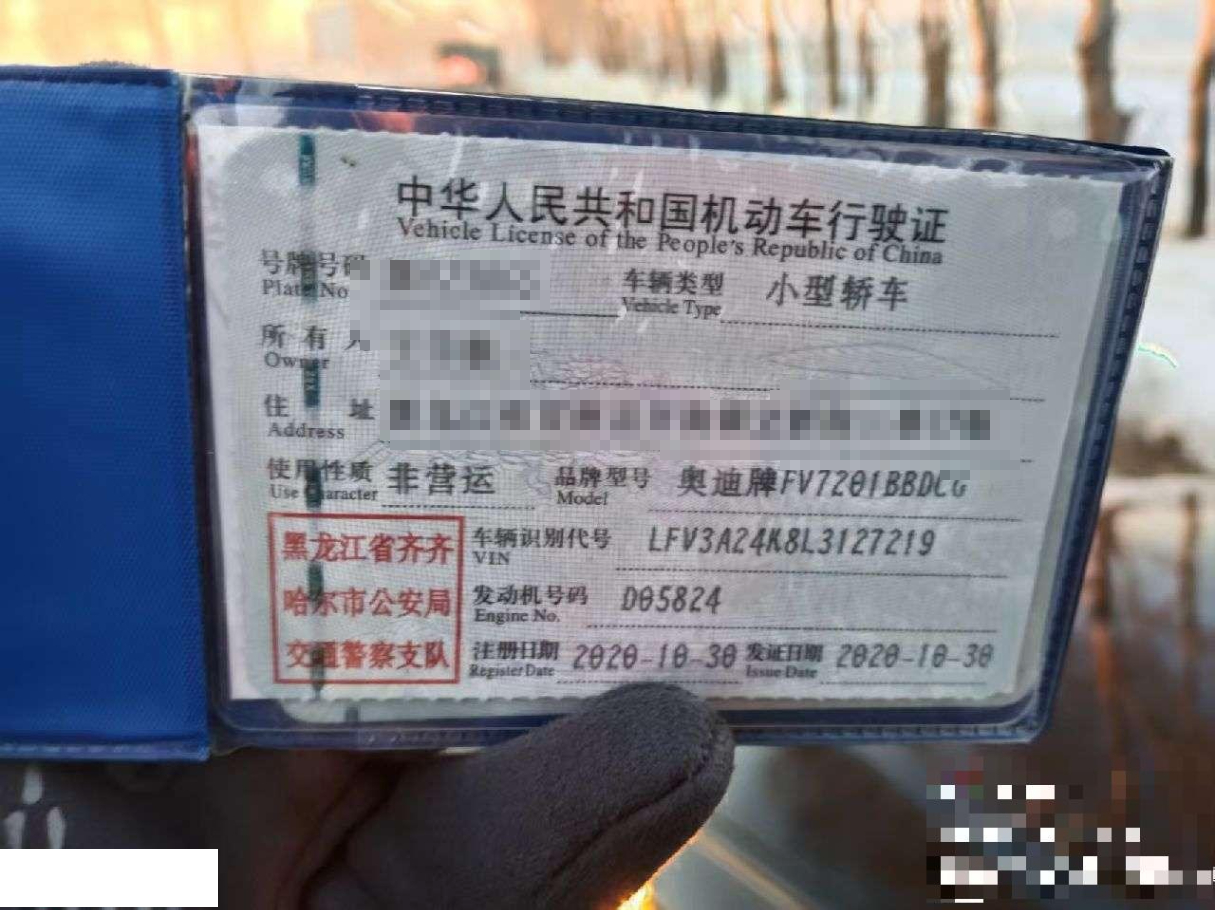 中华人民共和国机动车行驶证
Vehicle License of the People's Republic of China
号牌号码 车辆类型 小型轿车
Plate No Vehicle Type
所有人
Owner
住址
Address
使用性质 非营运 品牌型号 奥迪牌FV7201BBDCG
Use Character Model
黑龙江省齐齐
哈尔市公安局
交通警察支队
车辆识别代号 LFV3A24K8L3127219
VIN
发动机号码 D05824
Engine No.
注册日期 2020-10-30 发证日期 2020-10-30
Register Date Issue Date